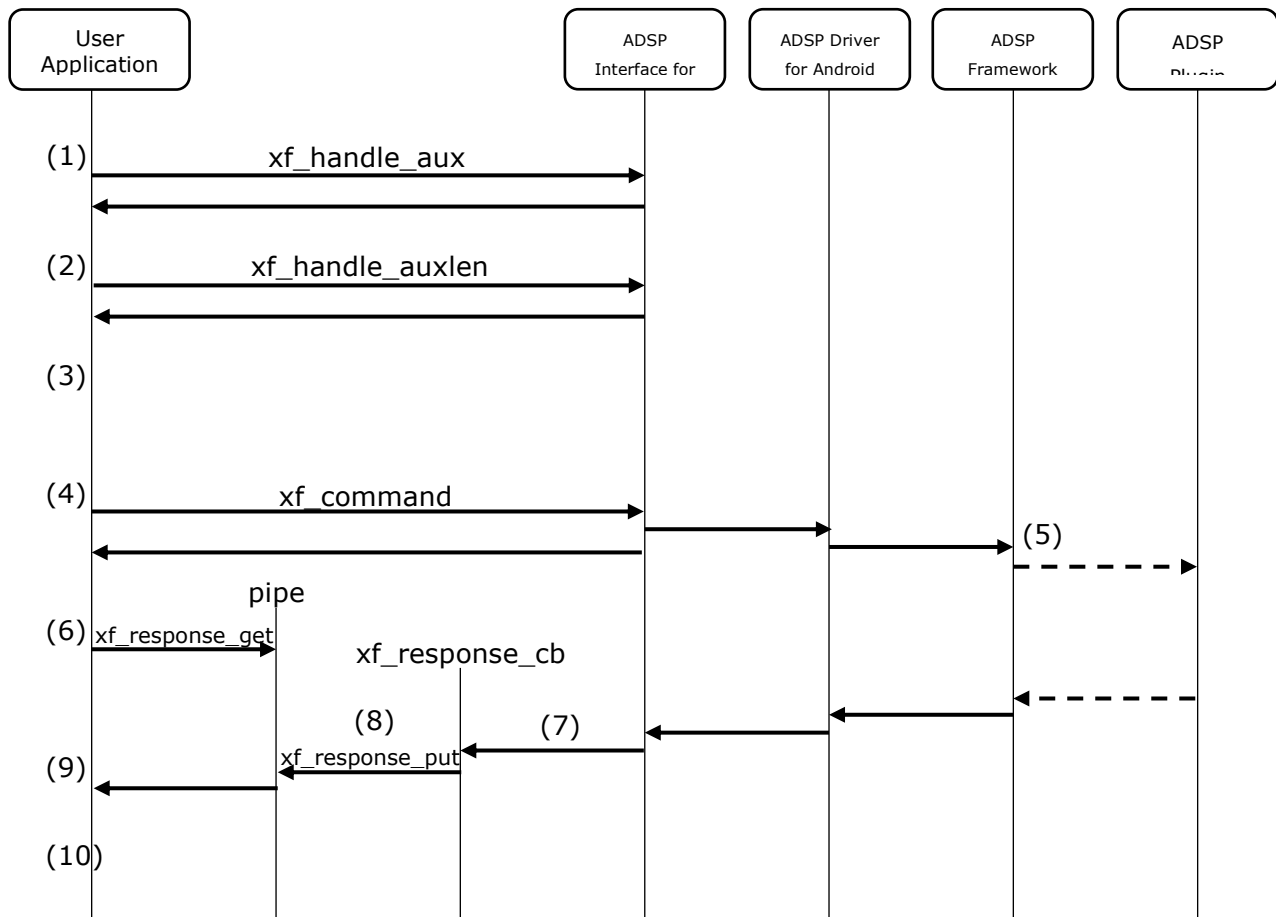 User
Application
ADSP
Interface for
ADSP Driver
for Android
ADSP
Framework
ADSP
(1)
xf_handle_aux
(2)
xf_handle_auxlen
(3)
(4)
xf_command
(5)
pipe
(6)
xf_response_get
xf_response_cb
(8)
(7)
xf_response_put
(9)
(10)